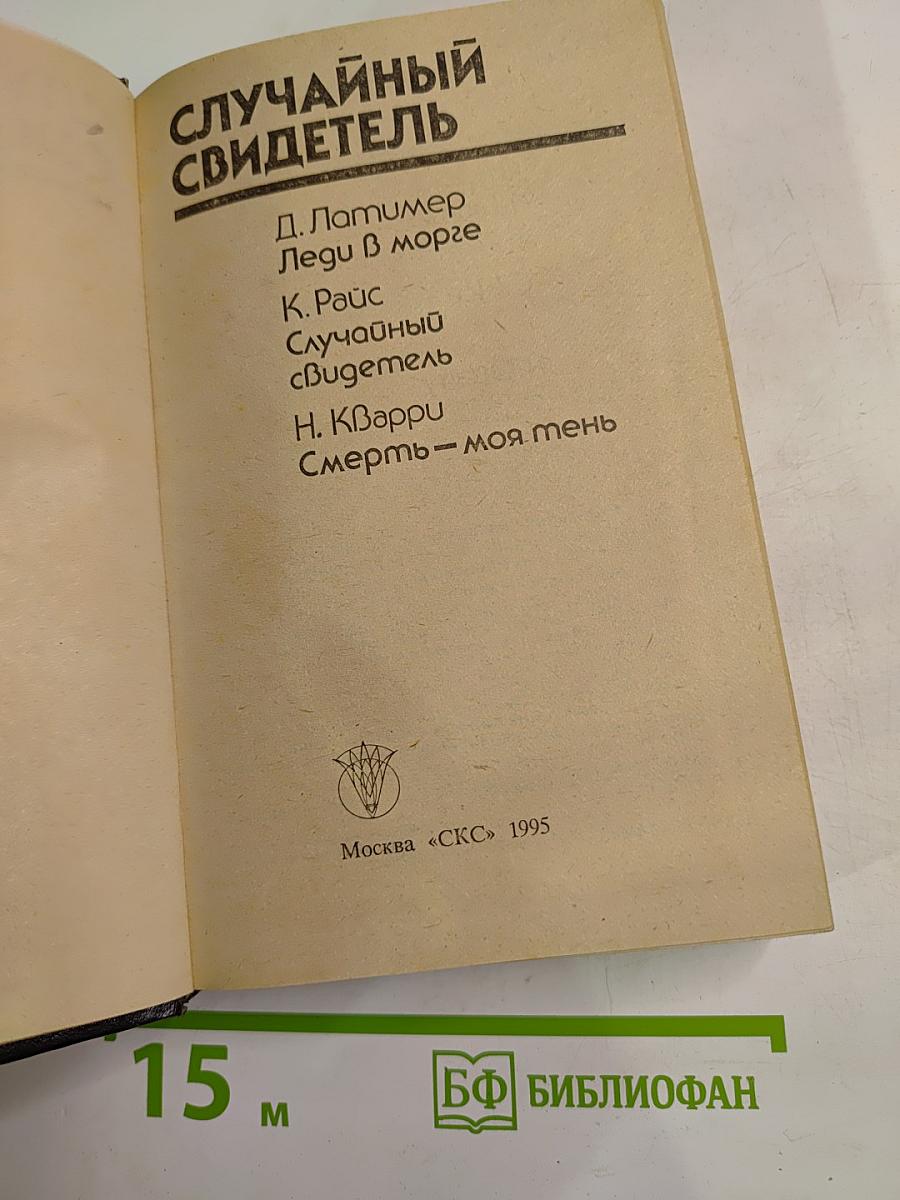 СЛУЧАЙНЫЙ
СВИДЕТЕЛЬ
Д. Латимер
Леди в морге
К. Райс
Случайный
свидетель
Н. Кварри
Смерть — моя тень
Москва «СКС» 1995
15 м
БФ БИБЛИОФАН